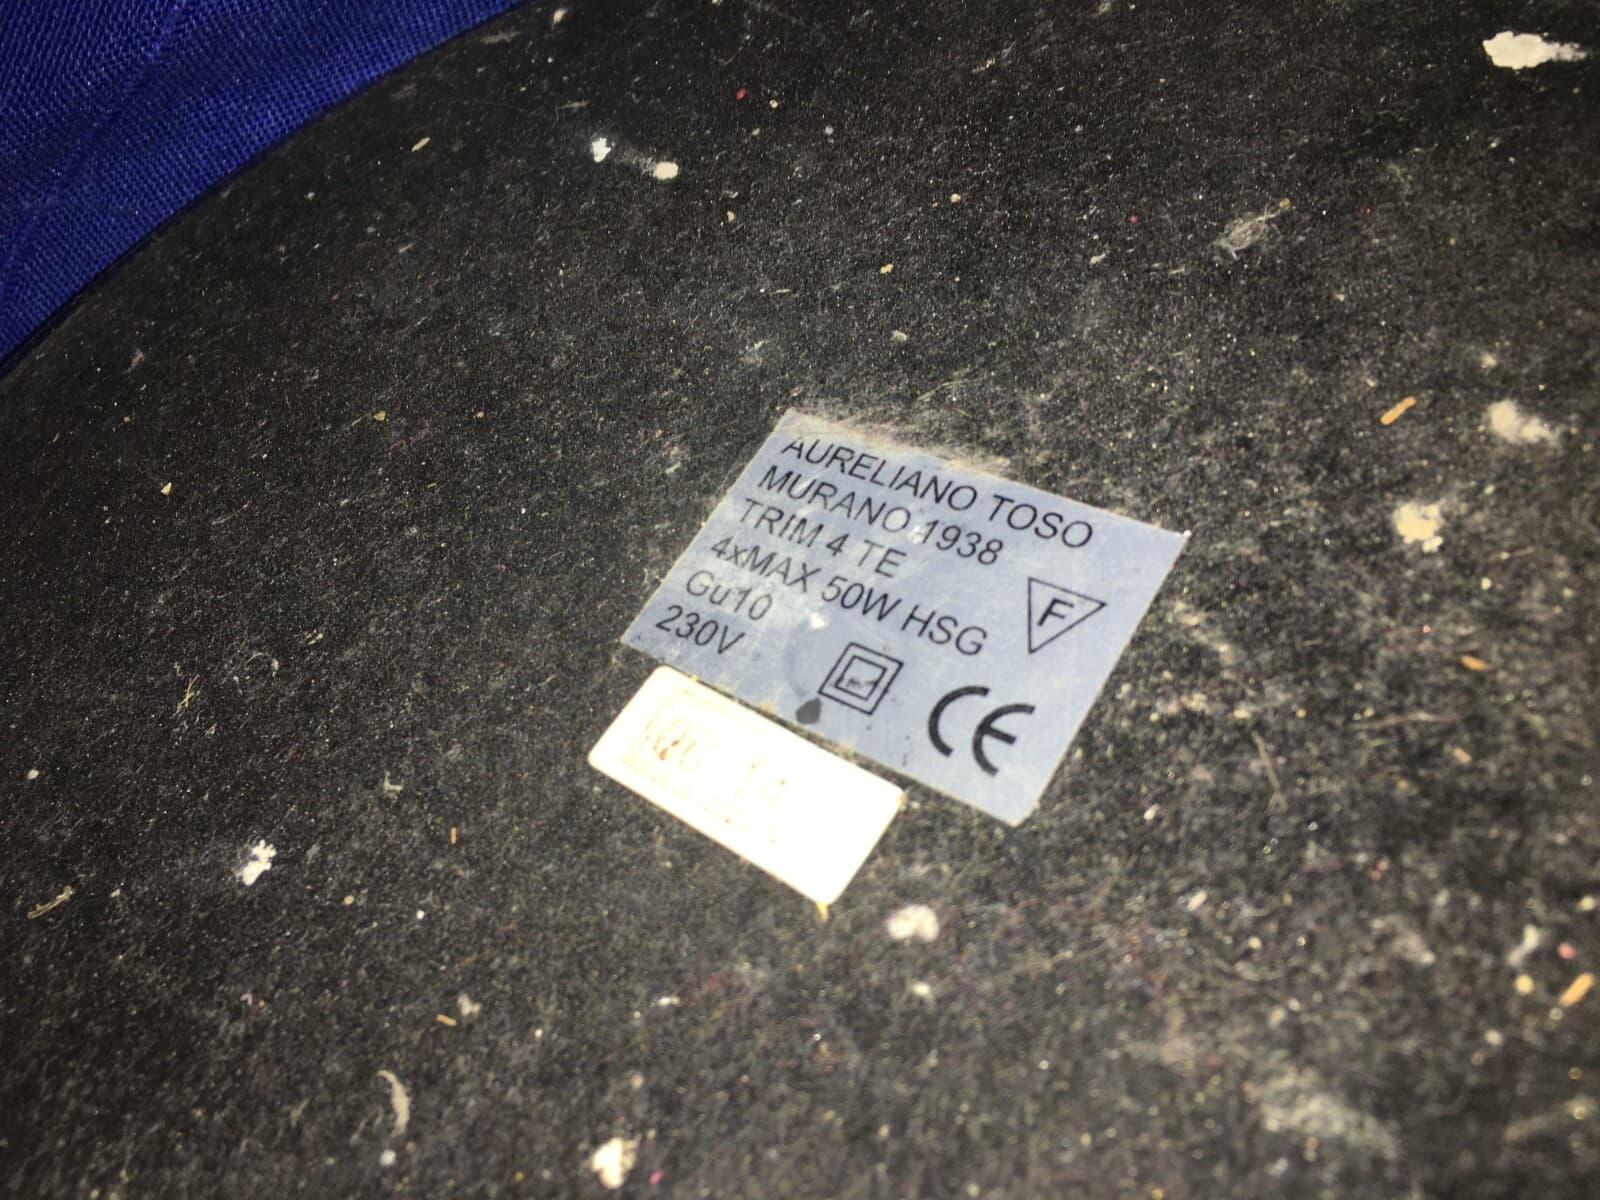 AURELIANO TOSO
MURANO 1938
TRIM 4 TE
4xMAX 50W HSG
Gu10
230V
F
CE